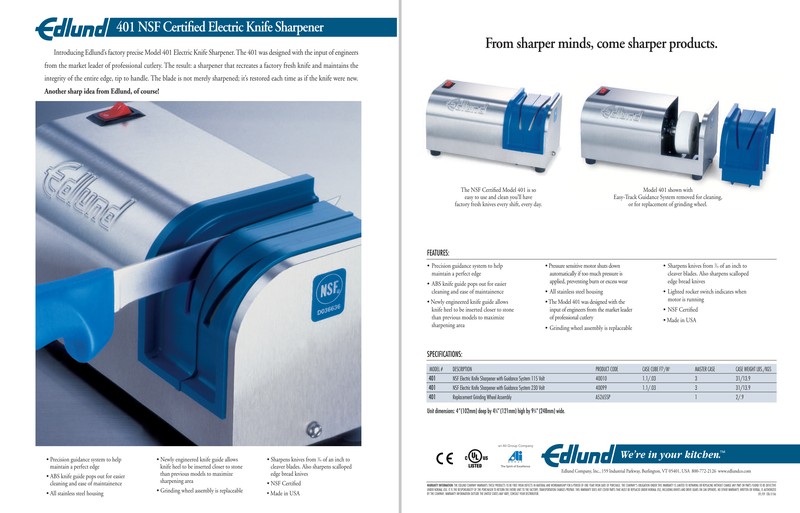 Edlund 401 NSF Certified Electric Knife Sharpener
Introducing Edlund's factory precise Model 401 Electric Knife Sharpener. The 401 was designed with the input of engineers
from the market leader of professional cutlery. The result: a sharpener that recreates a factory fresh knife and maintains the
integrity of the entire edge, tip to handle. The blade is not merely sharpened; it's restored each time as if the knife were new.
Another sharp idea from Edlund, of course!
Edlund
NSF
D038636
• Precision guidance system to help
maintain a perfect edge
• ABS knife guide pops out for easier
cleaning and ease of maintainence
• All stainless steel housing
• Newly engineered knife guide allows
knife heel to be inserted closer to stone
than previous models to maximize
sharpening area
• Grinding wheel assembly is replaceable
• Sharpens knives from of an inch to
cleaver blades. Also sharpens scalloped
edge bread knives
• NSF Certified
• Made in USA
From sharper minds, come sharper products.
Edlund
Edlund
The NSF Certified Model 401 is so
easy to use and clean you'll have
factory fresh knives every shift, every day.
Model 401 shown with
Easy-Track Guidance System removed for cleaning,
or for replacement of grinding wheel.
FEATURES:
• Precision guidance system to help
maintain a perfect edge
• ABS knife guide pops out for easier
cleaning and ease of maintainence
• Newly engineered knife guide allows
knife heel to be inserted closer to stone
than previous models to maximize
sharpening area
• Pressure sensitive motor shuts down
automatically if too much pressure is
applied, preventing burn or excess wear
• All stainless steel housing
• The Model 401 was designed with the
input of engineers from the market leader
of professional cutlery
• Grinding wheel assembly is replaceable
• Sharpens knives from of an inch to
cleaver blades. Also sharpens scalloped
edge bread knives
• Lighted rocker switch indicates when
motor is running
• NSF Certified
• Made in USA
SPECIFICATIONS:
MODEL # DESCRIPTION PRODUCT CODE CASE CUBE FT³/M³ MASTER CASE CASE WEIGHT LBS./KGS
401 NSF Electric Knife Sharpener with Guidance System 115 Volt 40010 1.1/.03 3 31/13.9
401 NSF Electric Knife Sharpener with Guidance System 230 Volt 40099 1.1/.03 3 31/13.9
401 Replacement Grinding Wheel Assembly AS265SP 1 2/.9
Unit dimensions: 4" (102mm) deep by 4¾" (121mm) high by 9¾" (248mm) wide.
CE
C UL US
LISTED
an Ali Group Company
Ali
The Spirit of Excellence
Edlund We're in your kitchen.™
Edlund Company, Inc., 159 Industrial Parkway, Burlington, VT 05401, USA 800-772-2126 www.edlundco.com